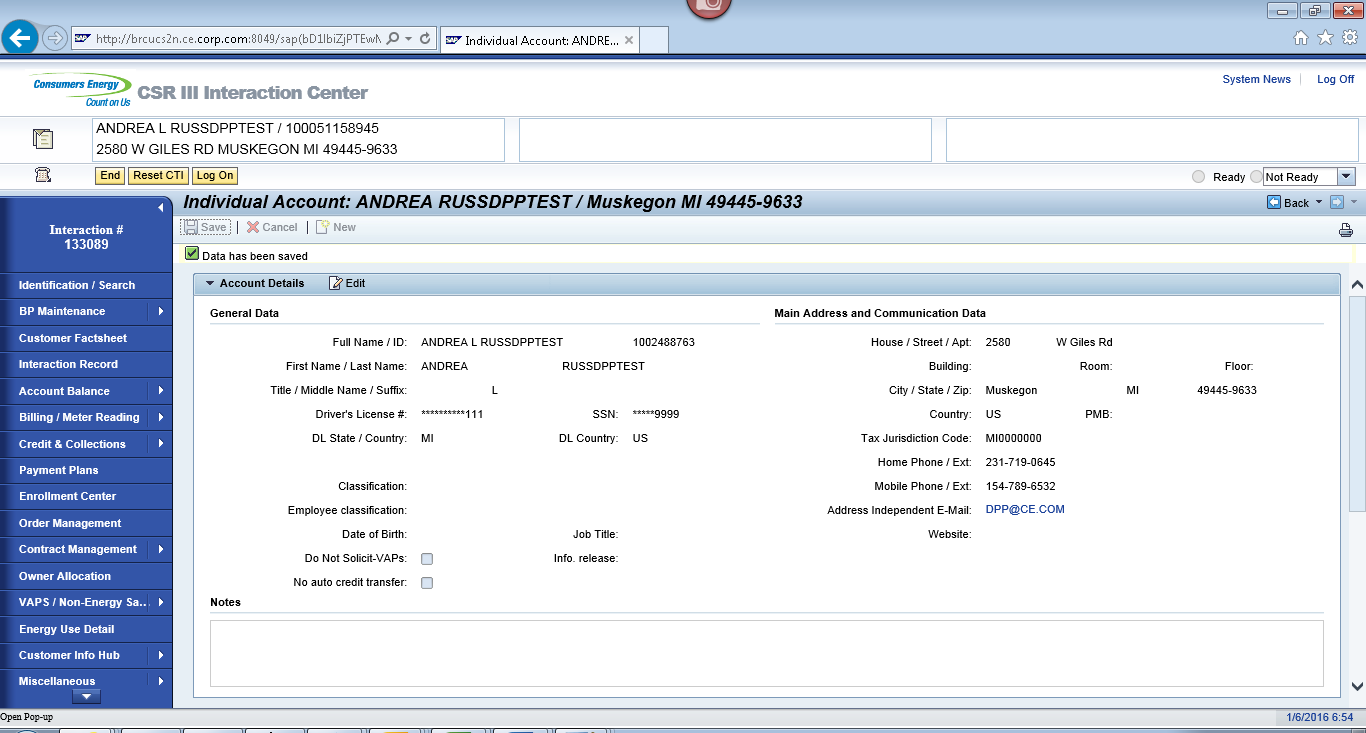 http://brcucs2n.ce.corp.com:8049/sap(bD1lbiZjPTEwN
Individual Account: ANDRE...
System News | Log Off
Consumers Energy
Count on Us
CSR III Interaction Center
ANDREA L RUSSDPPTEST / 100051158945
2580 W GILES RD MUSKEGON MI 49445-9633
End Reset CTI Log On
Ready Not Ready
Individual Account: ANDREA RUSSDPPTEST / Muskegon MI 49445-9633
Back
Interaction #
133089
Save | Cancel | New
Data has been saved
Identification / Search
BP Maintenance
Customer Factsheet
Interaction Record
Account Balance
Billing / Meter Reading
Credit & Collections
Payment Plans
Enrollment Center
Order Management
Contract Management
Owner Allocation
VAPS / Non-Energy Sa...
Energy Use Detail
Customer Info Hub
Miscellaneous
Account Details Edit
General Data
Full Name / ID: ANDREA L RUSSDPPTEST 1002488763
First Name / Last Name: ANDREA RUSSDPPTEST
Title / Middle Name / Suffix: L
Driver's License #: **********111 SSN: *****9999
DL State / Country: MI DL Country: US
Classification:
Employee classification:
Date of Birth: Job Title:
Do Not Solicit-VAPs: Info. release:
No auto credit transfer:
Main Address and Communication Data
House / Street / Apt: 2580 W Giles Rd
Building: Room: Floor:
City / State / Zip: Muskegon MI 49445-9633
Country: US PMB:
Tax Jurisdiction Code: MI0000000
Home Phone / Ext: 231-719-0645
Mobile Phone / Ext: 154-789-6532
Address Independent E-Mail: DPP@CE.COM
Website:
Notes
Open Pop-up
1/6/2016 6:54